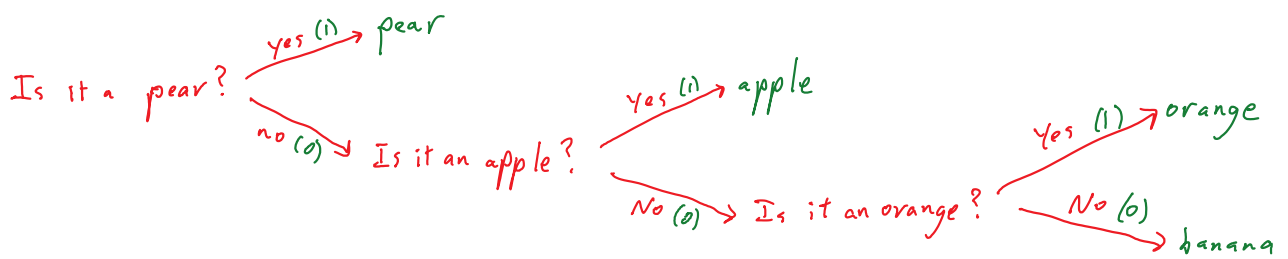 yes (1) pear
Is it a pear?
no (0)
yes (1) apple
Is it an apple?
No (0)
yes (1) orange
Is it an orange?
No (0) banana